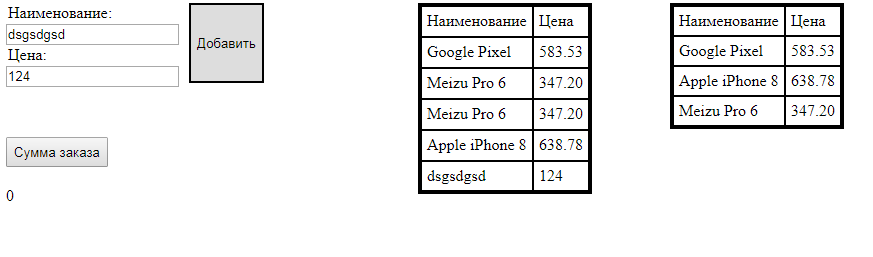 Наименование:
dsgsdgsd
Цена:
124
Добавить
Сумма заказа
0
Наименование Цена
Google Pixel 583.53
Meizu Pro 6 347.20
Meizu Pro 6 347.20
Apple iPhone 8 638.78
dsgsdgsd 124
Наименование Цена
Google Pixel 583.53
Apple iPhone 8 638.78
Meizu Pro 6 347.20